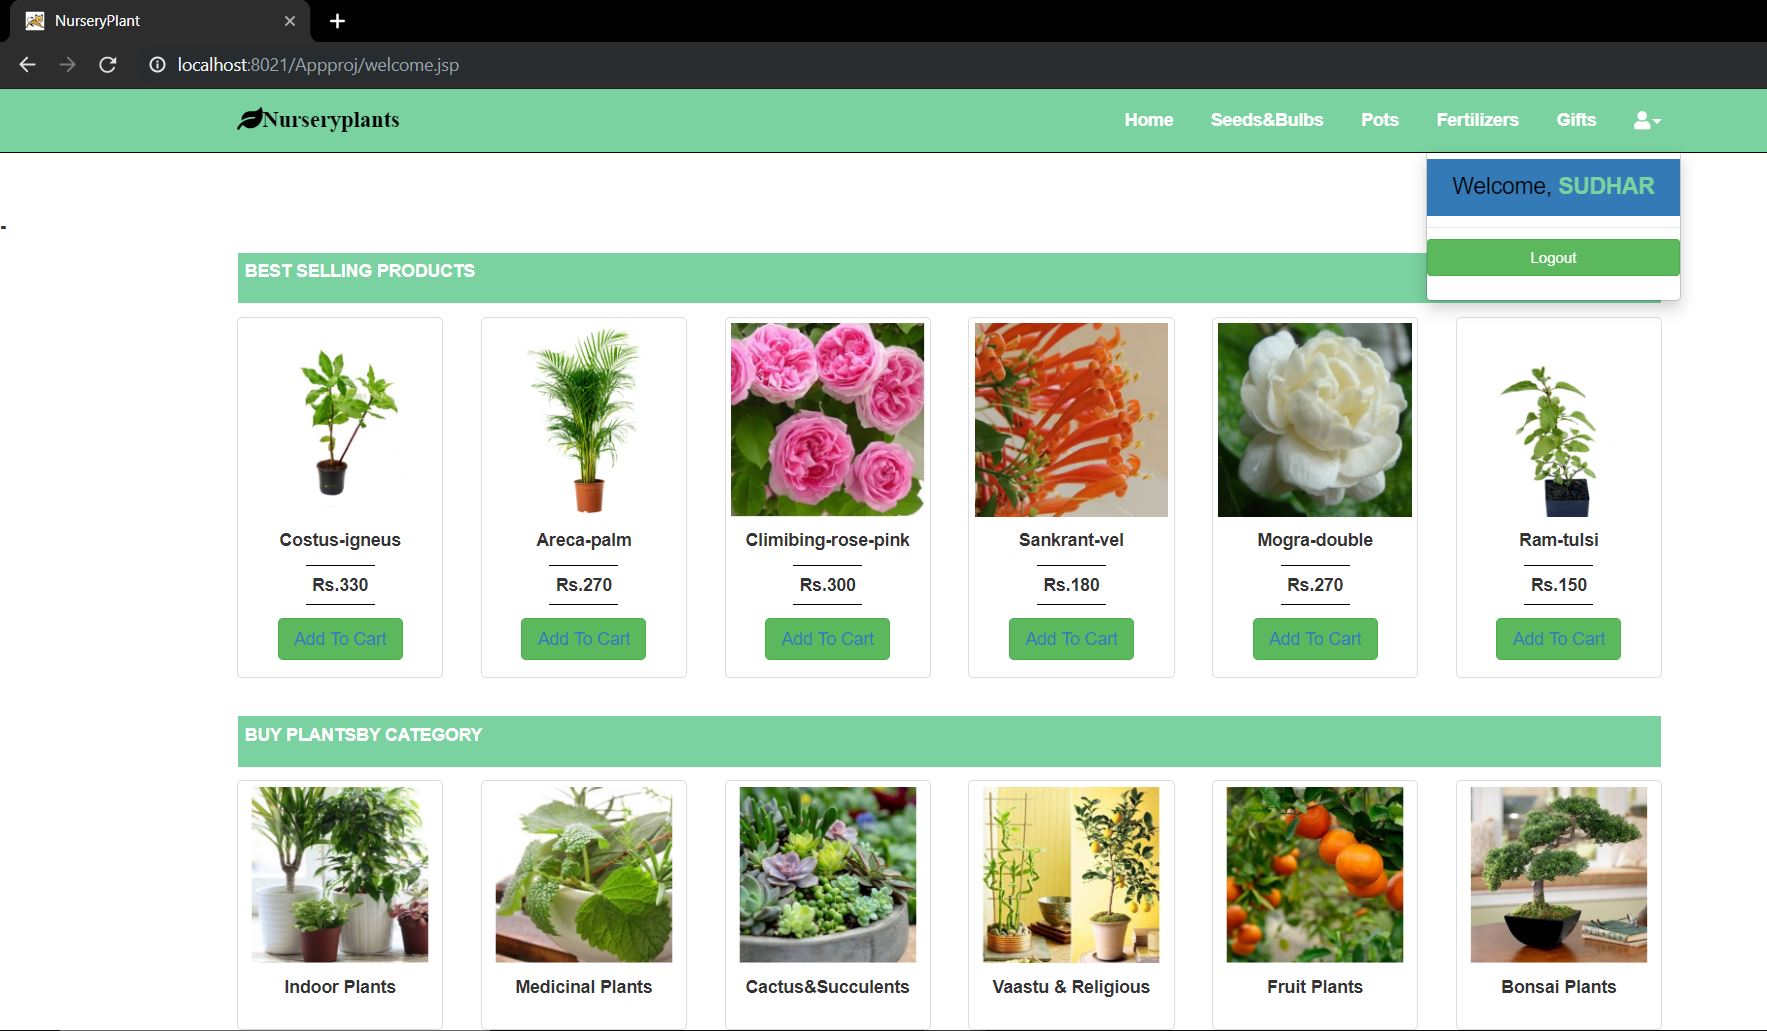 NurseryPlant
localhost:8021/Appproj/welcome.jsp
Nurseryplants
Home Seeds&Bulbs Pots Fertilizers Gifts
Welcome, SUDHAR
Logout
-
BEST SELLING PRODUCTS
Costus-igneus Areca-palm Climibing-rose-pink Sankrant-vel Mogra-double Ram-tulsi
Rs.330 Rs.270 Rs.300 Rs.180 Rs.270 Rs.150
Add To Cart Add To Cart Add To Cart Add To Cart Add To Cart Add To Cart
BUY PLANTSBY CATEGORY
Indoor Plants Medicinal Plants Cactus&Succulents Vaastu & Religious Fruit Plants Bonsai Plants